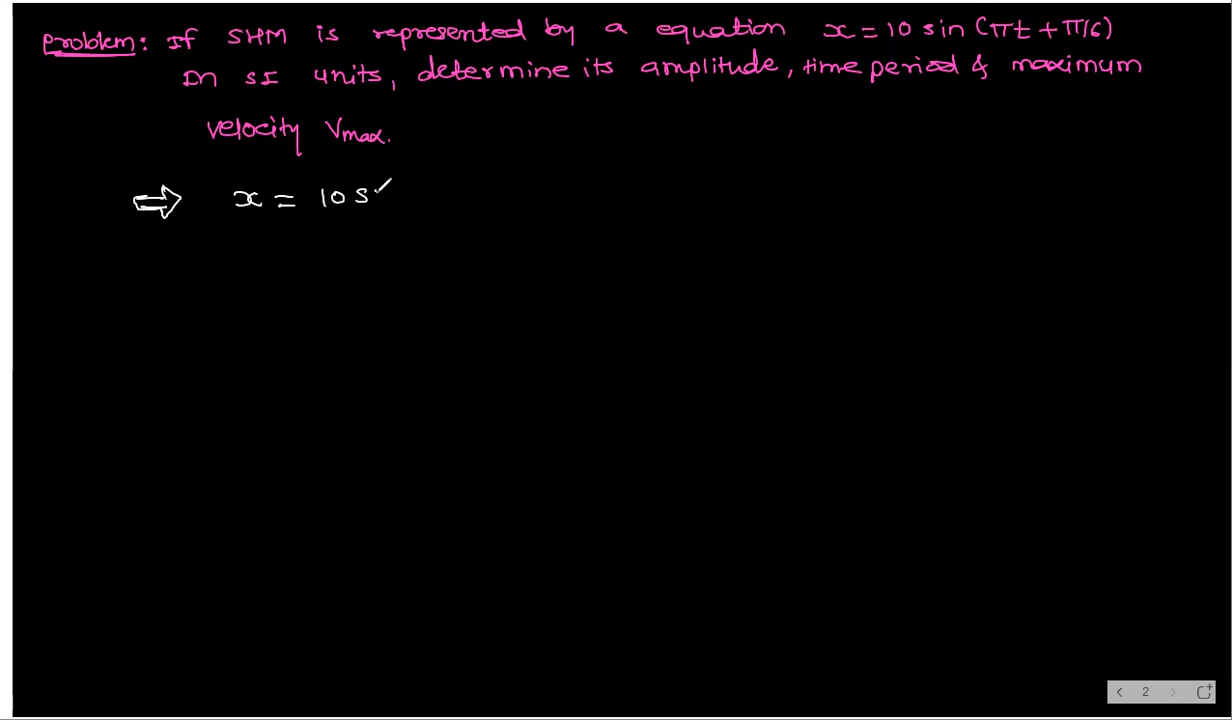 Problem: If SHM is represented by a equation x = 10 sin (πt + π/6)
In SI units, determine its amplitude, time period & maximum
velocity Vmax.
⇒ x = 10 s
2